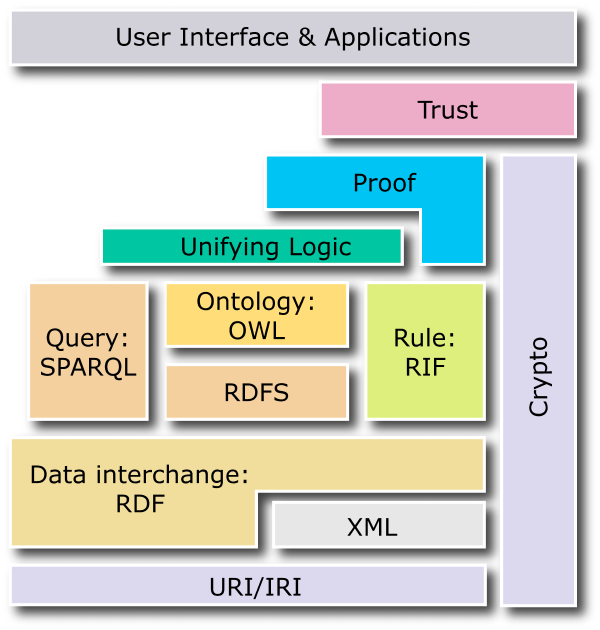 User Interface & Applications
Trust
Proof
Unifying Logic
Query:
SPARQL
Ontology:
OWL
RDFS
Rule:
RIF
Crypto
Data interchange:
RDF
XML
URI/IRI